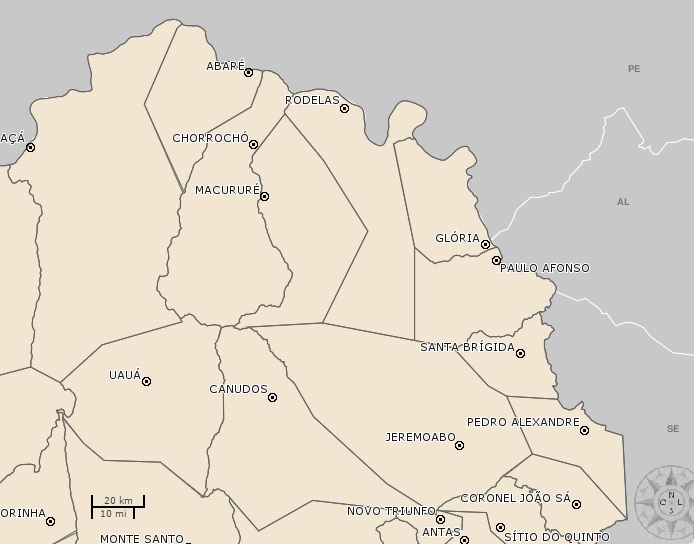 ABARÉ
PE
RODELAS
AÇÁ
CHORROCHÓ
MACURURÉ
AL
GLÓRIA
PAULO AFONSO
SANTA BRÍGIDA
UAUÁ
CANUDOS
PEDRO ALEXANDRE
SE
JEREMOABO
CORONEL JOÃO SÁ
20 km
10 mi
N
C L
S
ORINHA
NOVO TRIUNFO
ANTAS
SÍTIO DO QUINTO
MONTE SANTO